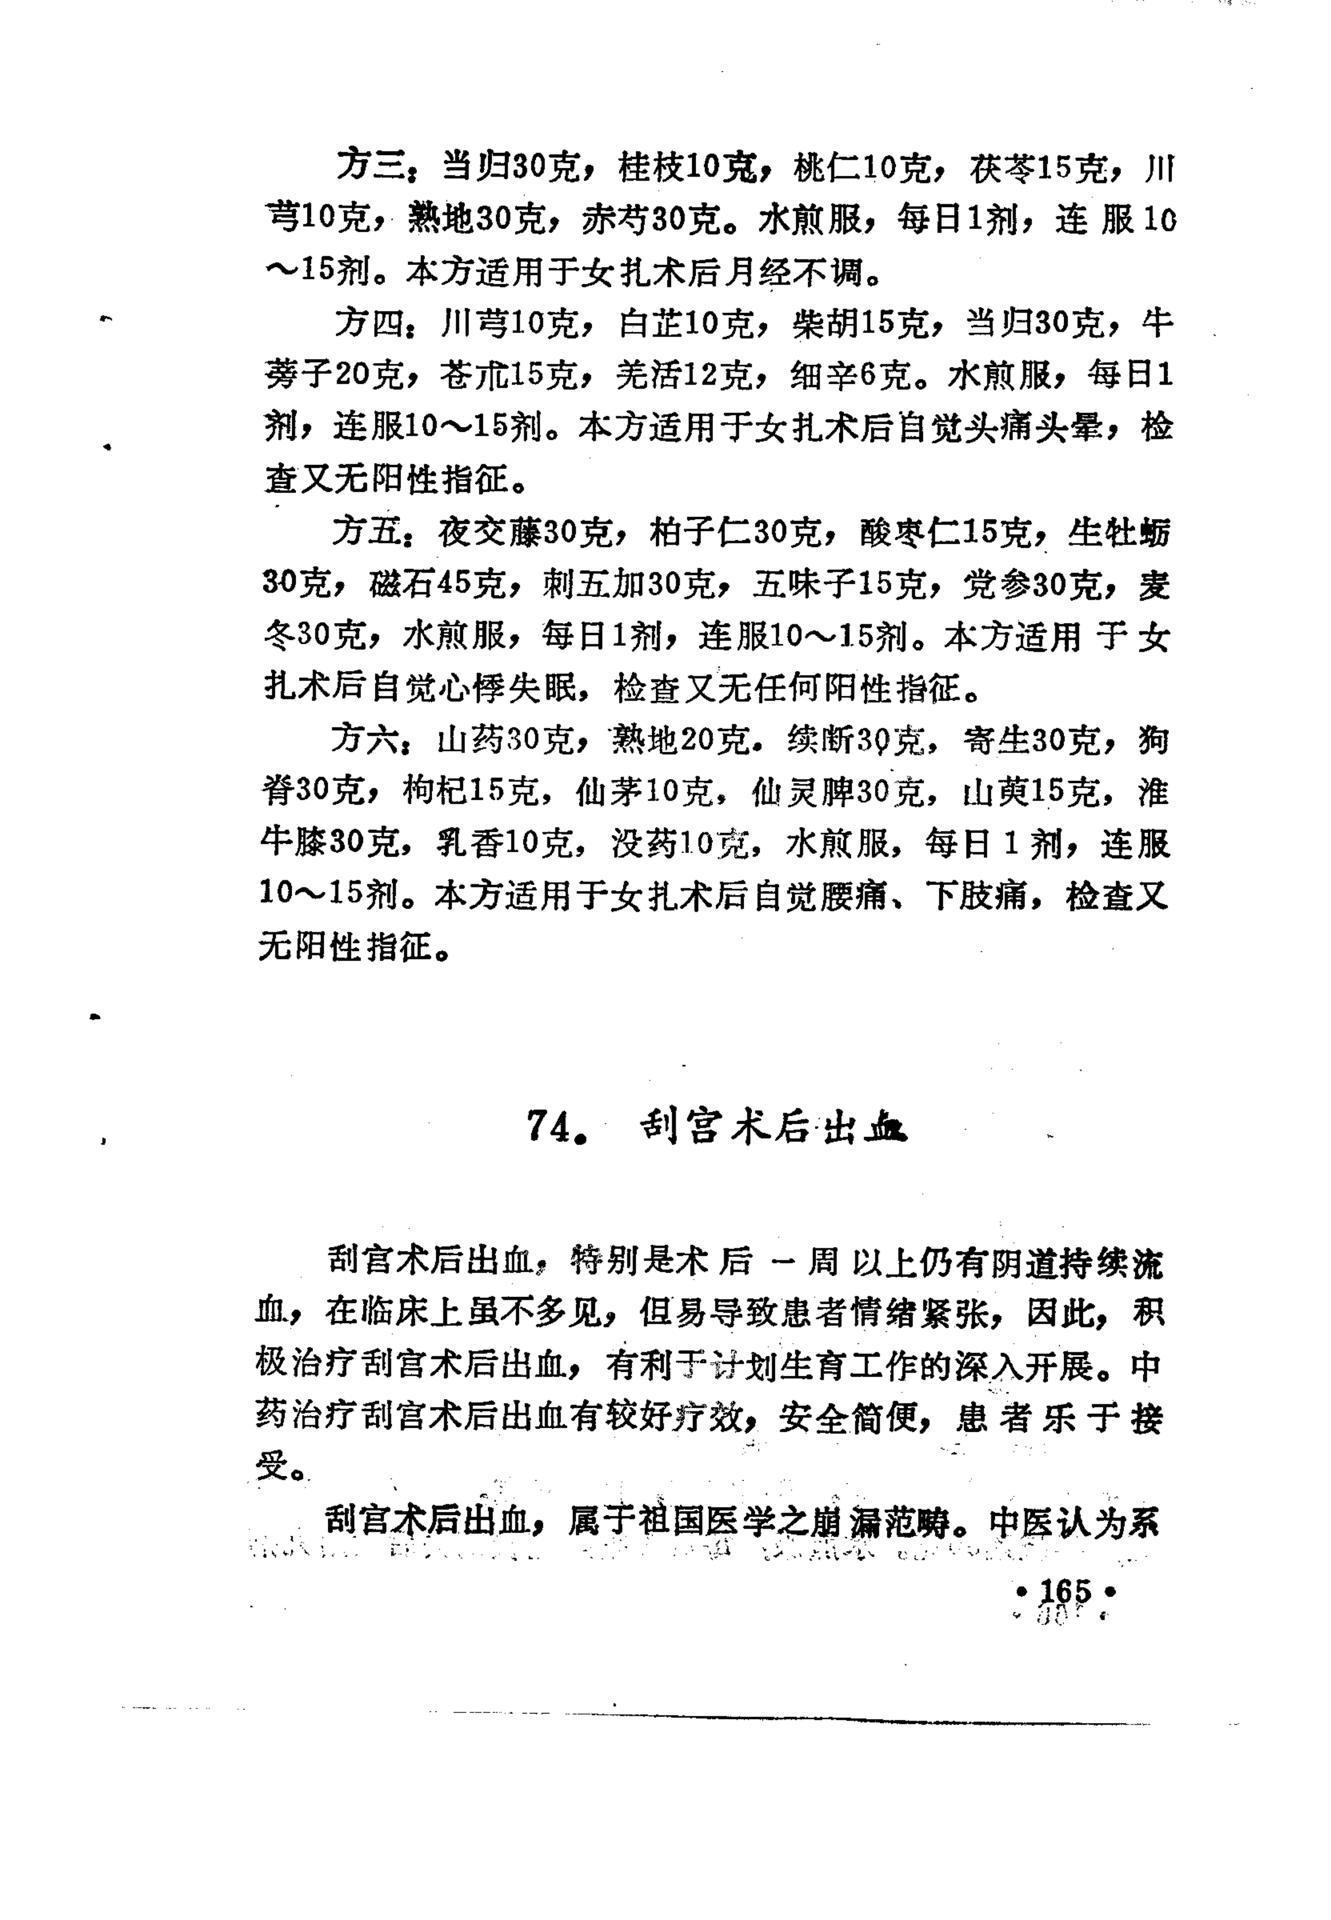 方三：当归30克，桂枝10克，桃仁10克，茯苓15克，川
芎10克，熟地30克，赤芍30克。水煎服，每日1剂，连服10
～15剂。本方适用于女扎术后月经不调。
方四：川芎10克，白芷10克，柴胡15克，当归30克，牛
蒡子20克，苍朮15克，羌活12克，细辛6克。水煎服，每日1
剂，连服10～15剂。本方适用于女扎术后自觉头痛头晕，检
查又无阳性指征。
方五：夜交藤30克，柏子仁30克，酸枣仁15克，生牡蛎
30克，磁石45克，刺五加30克，五味子15克，党参30克，麦
冬30克，水煎服，每日1剂，连服10～15剂。本方适用于女
扎术后自觉心悸失眠，检查又无任何阳性指征。
方六：山药30克，熟地20克．续断30克，寄生30克，狗
脊30克，枸杞15克，仙茅10克，仙灵脾30克，山萸15克，淮
牛膝30克，乳香10克，没药10克，水煎服，每日1剂，连服
10～15剂。本方适用于女扎术后自觉腰痛、下肢痛，检查又
无阳性指征。
74．刮宫术后出血
刮宫术后出血，特别是术后一周以上仍有阴道持续流
血，在临床上虽不多见，但易导致患者情绪紧张，因此，积
极治疗刮宫术后出血，有利于计划生育工作的深入开展。中
药治疗刮宫术后出血有较好疗效，安全简便，患者乐于接
受。
刮宫术后出血，属于祖国医学之崩漏范畴。中医认为系
•165•